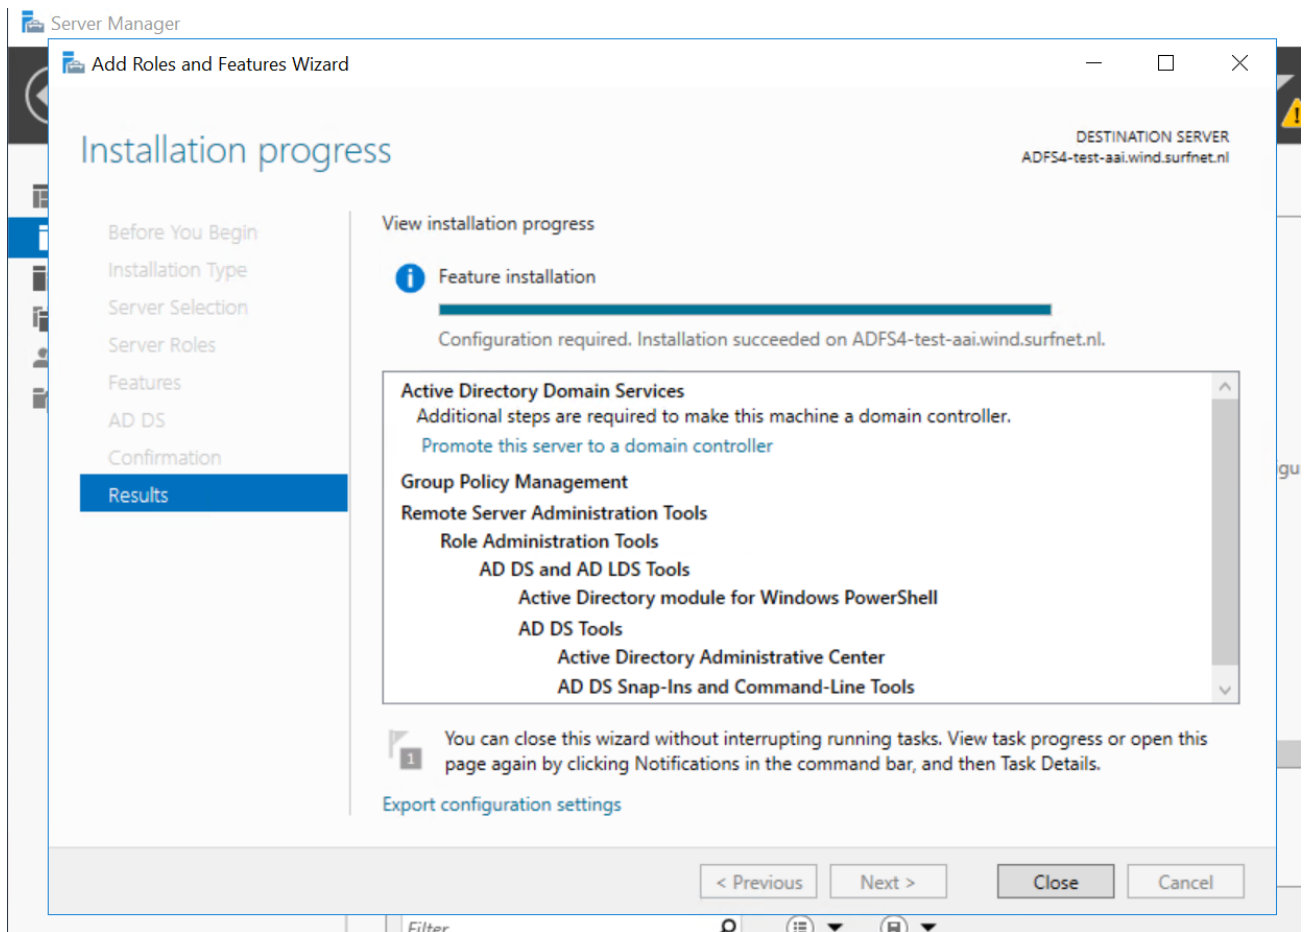 Server Manager
Add Roles and Features Wizard
Installation progress
DESTINATION SERVER
ADFS4-test-aai.wind.surfnet.nl
Before You Begin
Installation Type
Server Selection
Server Roles
Features
AD DS
Confirmation
Results
View installation progress
Feature installation
Configuration required. Installation succeeded on ADFS4-test-aai.wind.surfnet.nl.
Active Directory Domain Services
Additional steps are required to make this machine a domain controller.
Promote this server to a domain controller
Group Policy Management
Remote Server Administration Tools
Role Administration Tools
AD DS and AD LDS Tools
Active Directory module for Windows PowerShell
AD DS Tools
Active Directory Administrative Center
AD DS Snap-Ins and Command-Line Tools
1
You can close this wizard without interrupting running tasks. View task progress or open this
page again by clicking Notifications in the command bar, and then Task Details.
Export configuration settings
< Previous
Next >
Close
Cancel
Filter